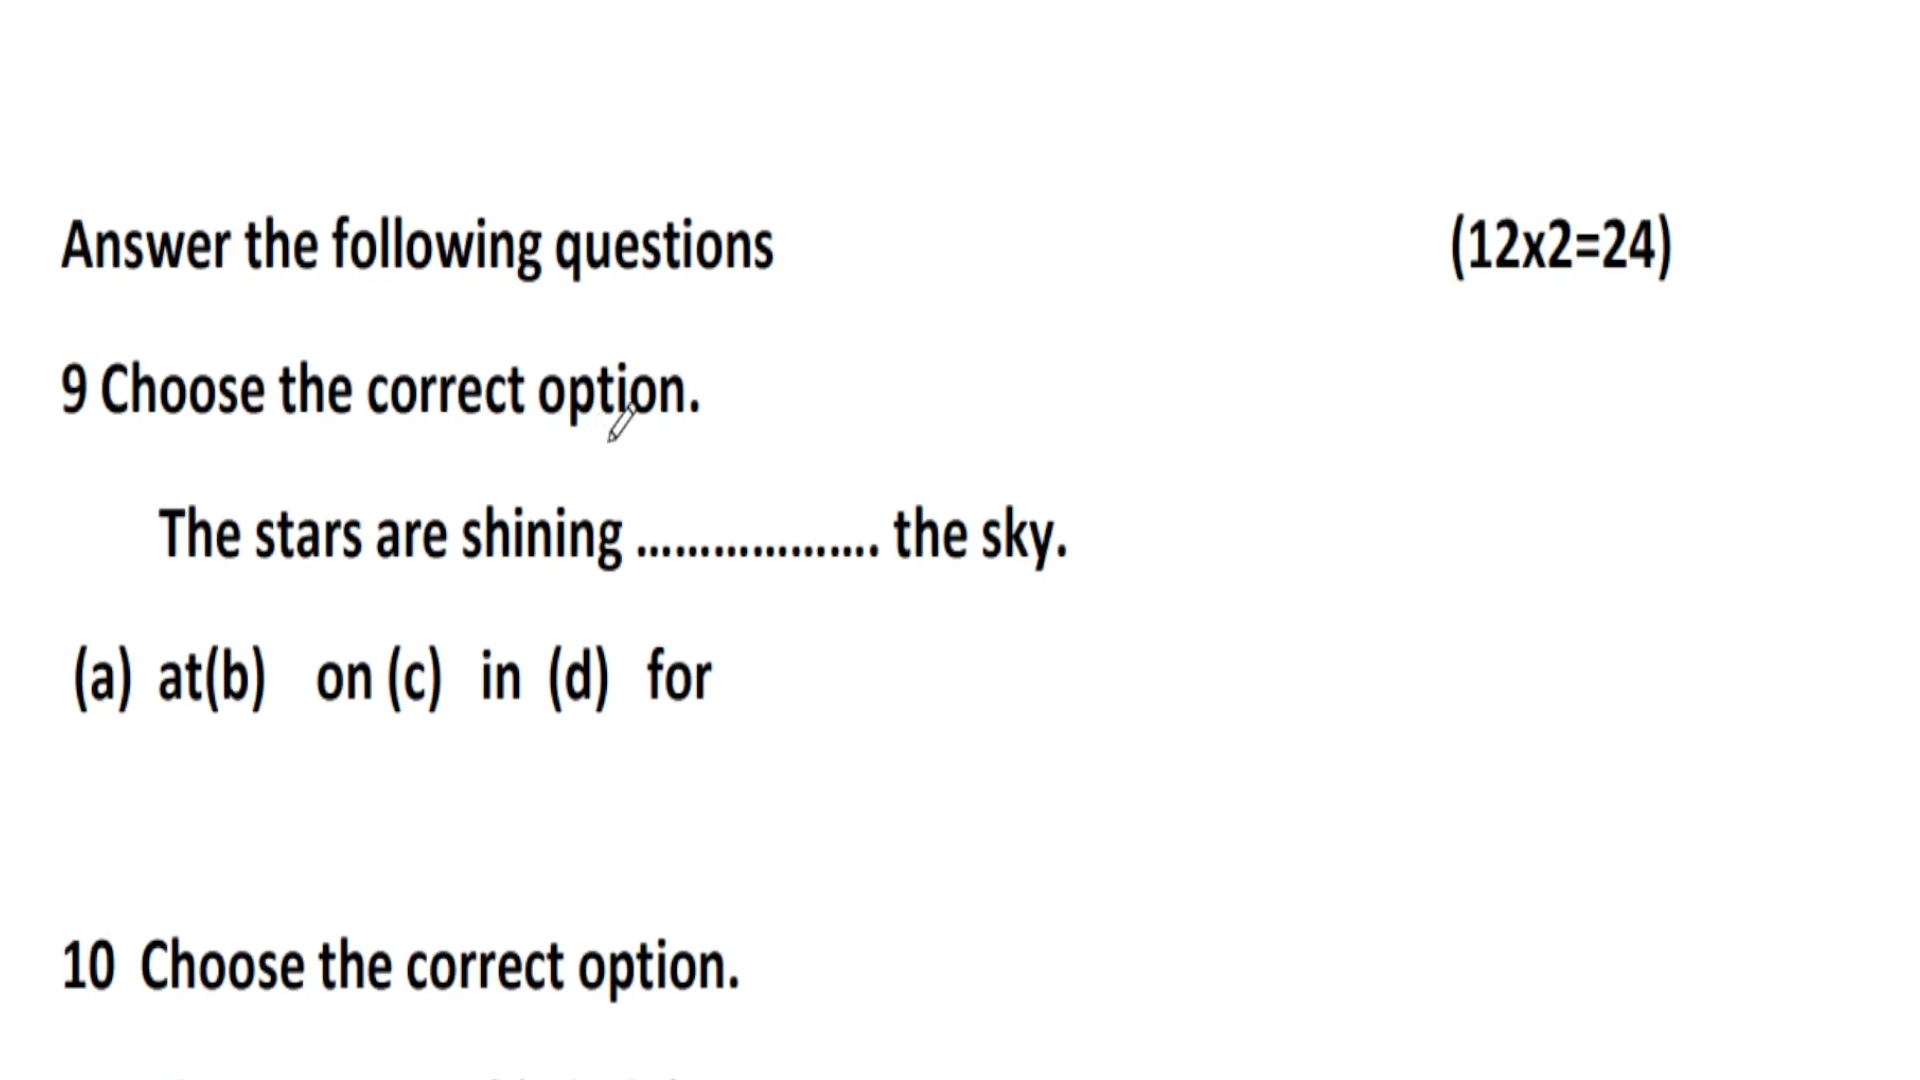 Answer the following questions (12x2=24)
9 Choose the correct option.
The stars are shining ................... the sky.
(a) at(b) on (c) in (d) for
10 Choose the correct option.